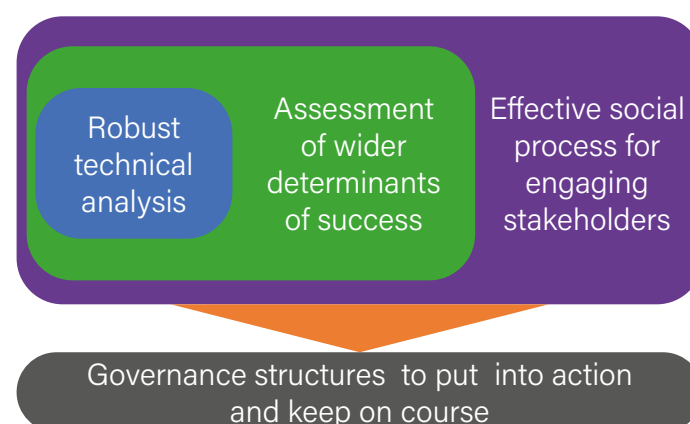 Robust
technical
analysis
Assessment
of wider
determinants
of success
Effective social
process for
engaging
stakeholders
Governance structures to put into action
and keep on course